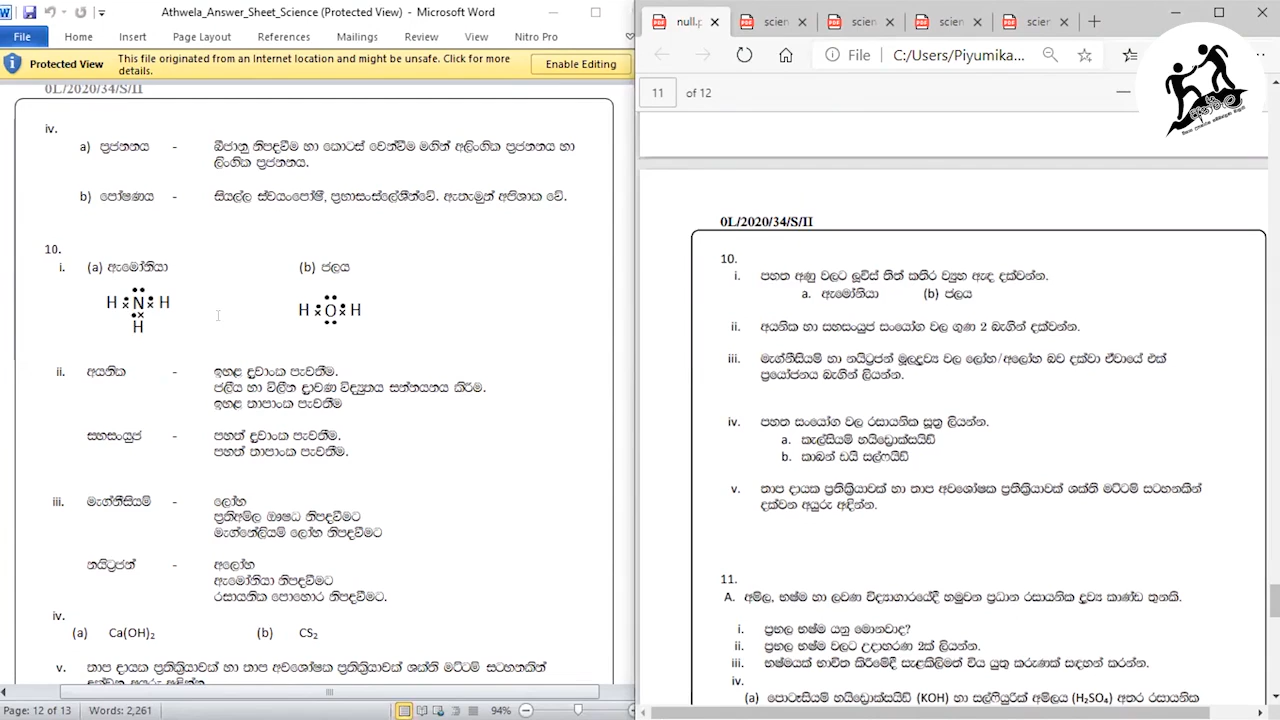 Athwela_Answer_Sheet_Science (Protected View) - Microsoft Word
File Home Insert Page Layout References Mailings Review View Nitro Pro
Protected View This file originated from an Internet location and might be unsafe. Click for more details. Enable Editing
0L/2020/34/S/II
iv.
a) ප්‍රජනනය - බීජානු නිපදවීම හා කොටස් වෙන්වීම මගින් අලිංගික ප්‍රජනනය හා
ලිංගික ප්‍රජනනය.
b) පෝෂණය - සියල්ල ස්වයංපෝෂී, ප්‍රභාසංස්ලේශීන්වේ. ඇතැමුන් අපිශාක වේ.
10.
i. (a) ඇමෝනියා (b) ජලය
H N H
H
H O H
ii. අයනික - ඉහළ ද්‍රවාංක පැවතීම.
ජලීය හා විලීන ද්‍රාවණ විද්‍යුතය සන්නයනය කිරීම.
ඉහළ තාපාංක පැවතීම
සහසංයුජ - පහත් ද්‍රවාංක පැවතීම.
පහත් තාපාංක පැවතීම.
iii. මැග්නීසියම් - ලෝහ
ප්‍රතිඅම්ල ඖෂධ නිපදවීමට
මැග්නේලියම් ලෝහ නිපදවීමට
නයිට්‍රජන් - අලෝහ
ඇමෝනියා නිපදවීමට
රසායනික පොහොර නිපදවීමට.
iv.
(a) Ca(OH)₂ (b) CS₂
v. තාප දායක ප්‍රතික්‍රියාවක් හා තාප අවශෝෂක ප්‍රතික්‍රියාවක් ශක්ති මට්ටම් සටහනකින්
දක්වන අයුරු අඳින්න.
Page: 12 of 13 Words: 2,261 94%
null.p scien scien scien scier
File C:/Users/Piyumika...
11 of 12
0L/2020/34/S/II
10.
i. පහත අණු වලට ලුවිස් තිත් කතිර ව්‍යුහ ඇඳ දක්වන්න.
a. ඇමෝනියා (b) ජලය
ii. අයනික හා සහසංයුජ සංයෝග වල ගුණ 2 බැගින් දක්වන්න.
iii. මැග්නීසියම් හා නයිට්‍රජන් මූලද්‍රව්‍ය වල ලෝහ/අලෝහ බව දක්වා ඒවායේ එක්
ප්‍රයෝජනය බැගින් ලියන්න.
iv. පහත සංයෝග වල රසායනික සූත්‍ර ලියන්න.
a. කැල්සියම් හයිඩ්‍රොක්සයිඩ්
b. කාබන් ඩයි සල්ෆයිඩ්
v. තාප දායක ප්‍රතික්‍රියාවක් හා තාප අවශෝෂක ප්‍රතික්‍රියාවක් ශක්ති මට්ටම් සටහනකින්
දක්වන අයුරු අඳින්න.
11.
A. අම්ල, භෂ්ම හා ලවණ විද්‍යාගාරයේදී හමුවන ප්‍රධාන රසායනික ද්‍රව්‍ය කාණ්ඩ තුනකි.
i. ප්‍රභල භෂ්ම යනු මොනවාද?
ii. ප්‍රභල භෂ්ම වලට උදාහරණ 2ක් ලියන්න.
iii. භෂ්මයක් භාවිත කිරීමේදී සැළකිලිමත් විය යුතු කරුණක් සඳහන් කරන්න.
iv.
(a) පොටෑසියම් හයිඩ්‍රොක්සයිඩ් (KOH) හා සල්ෆියුරික් අම්ලය (H₂SO₄) අතර රසායනික